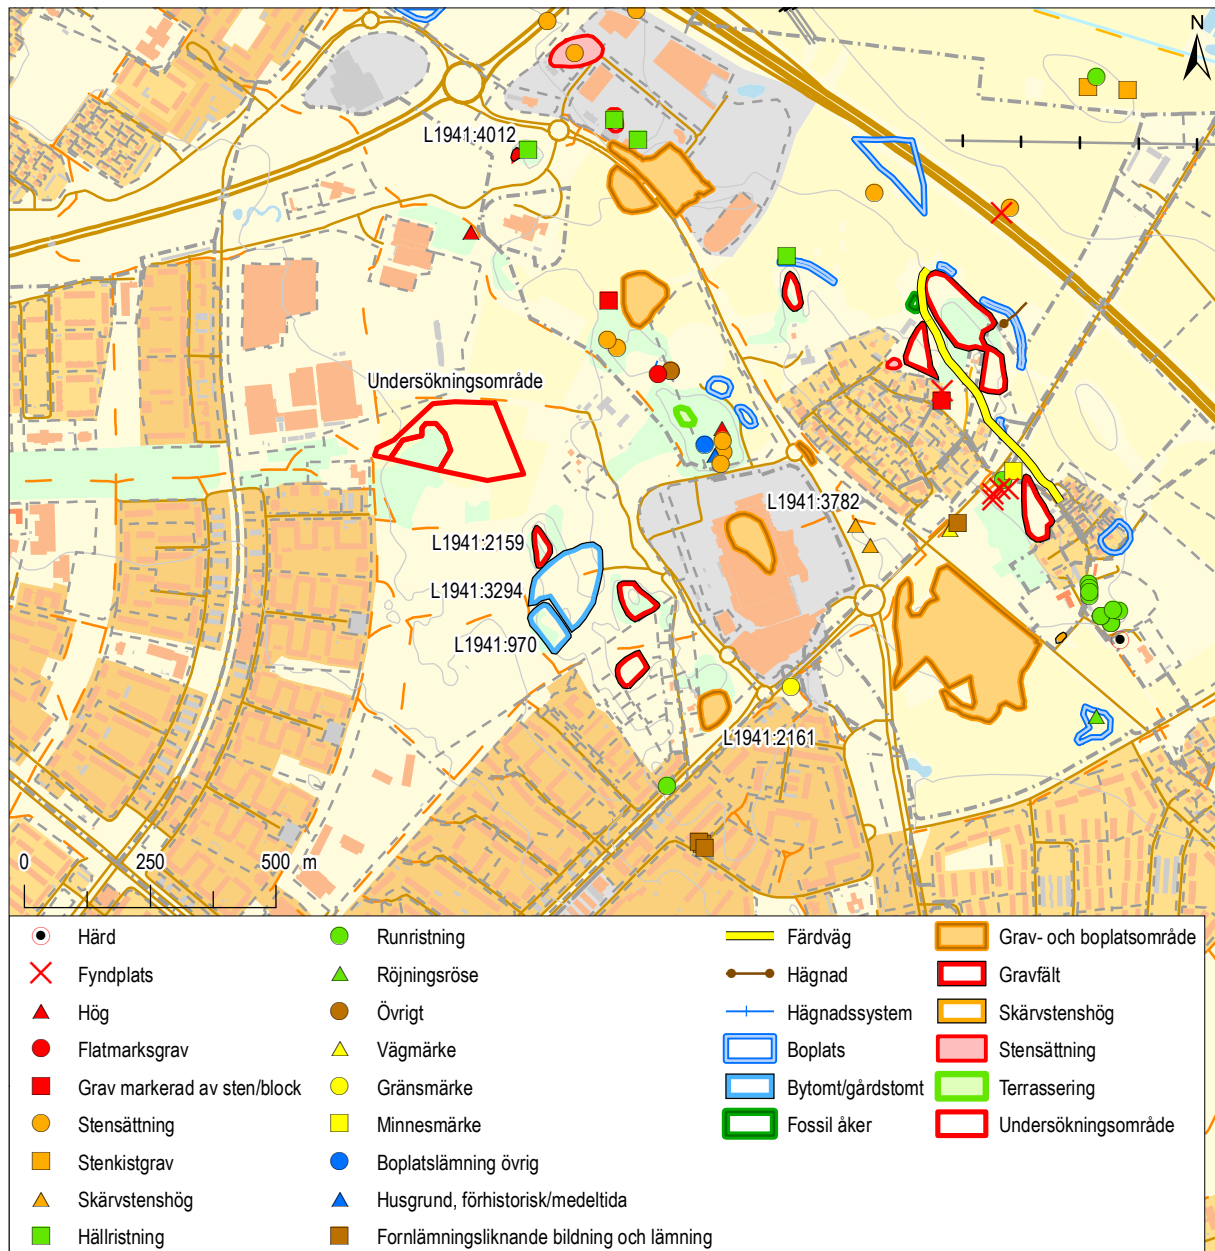 N
L1941:4012
Undersökningsområde
L1941:3782
L1941:2159
L1941:3294
L1941:970
L1941:2161
0 250 500 m
Härd
Fyndplats
Hög
Flatmarksgrav
Grav markerad av sten/block
Stensättning
Stenkistgrav
Skärvstenshög
Hällristning
Runristning
Röjningsröse
Övrigt
Vägmärke
Gränsmärke
Minnesmärke
Boplatslämning övrig
Husgrund, förhistorisk/medeltida
Fornlämningsliknande bildning och lämning
Färdväg
Hägnad
Hägnadssystem
Boplats
Bytomt/gårdstomt
Fossil åker
Grav- och boplatsområde
Gravfält
Skärvstenshög
Stensättning
Terrassering
Undersökningsområde